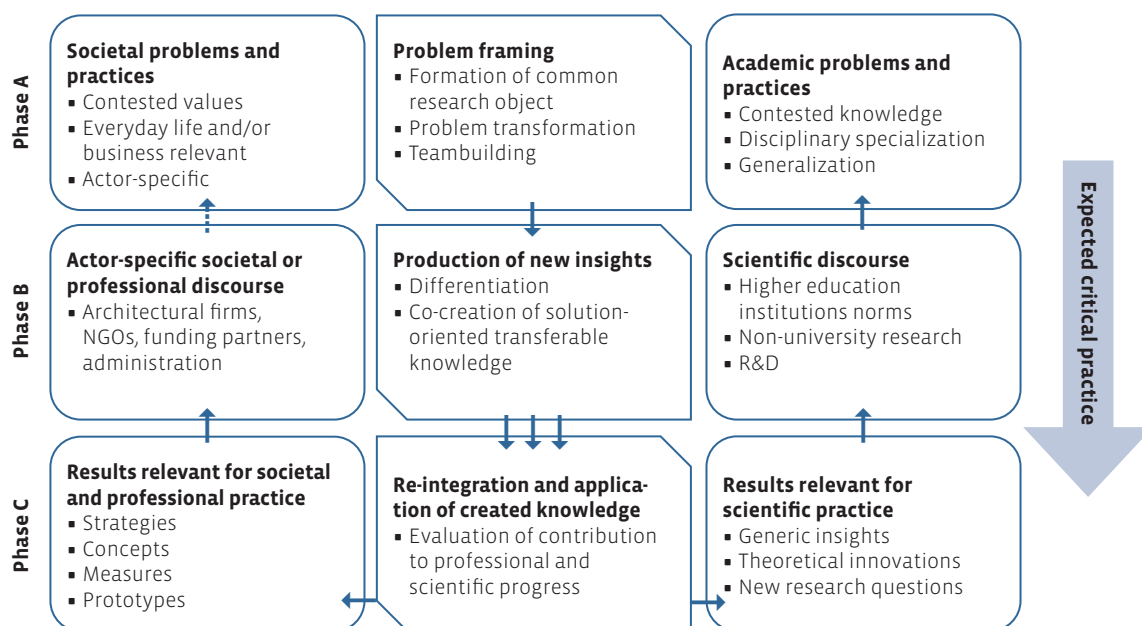 Phase A
Societal problems and
practices
▪ Contested values
▪ Everyday life and/or
business relevant
▪ Actor-specific
Problem framing
▪ Formation of common
research object
▪ Problem transformation
▪ Teambuilding
Academic problems and
practices
▪ Contested knowledge
▪ Disciplinary specialization
▪ Generalization
Phase B
Actor-specific societal or
professional discourse
▪ Architectural firms,
NGOs, funding partners,
administration
Production of new insights
▪ Differentiation
▪ Co-creation of solution-
oriented transferable
knowledge
Scientific discourse
▪ Higher education
institutions norms
▪ Non-university research
▪ R&D
Phase C
Results relevant for societal
and professional practice
▪ Strategies
▪ Concepts
▪ Measures
▪ Prototypes
Re-integration and applica-
tion of created knowledge
▪ Evaluation of contribution
to professional and
scientific progress
Results relevant for
scientific practice
▪ Generic insights
▪ Theoretical innovations
▪ New research questions
Expected critical practice